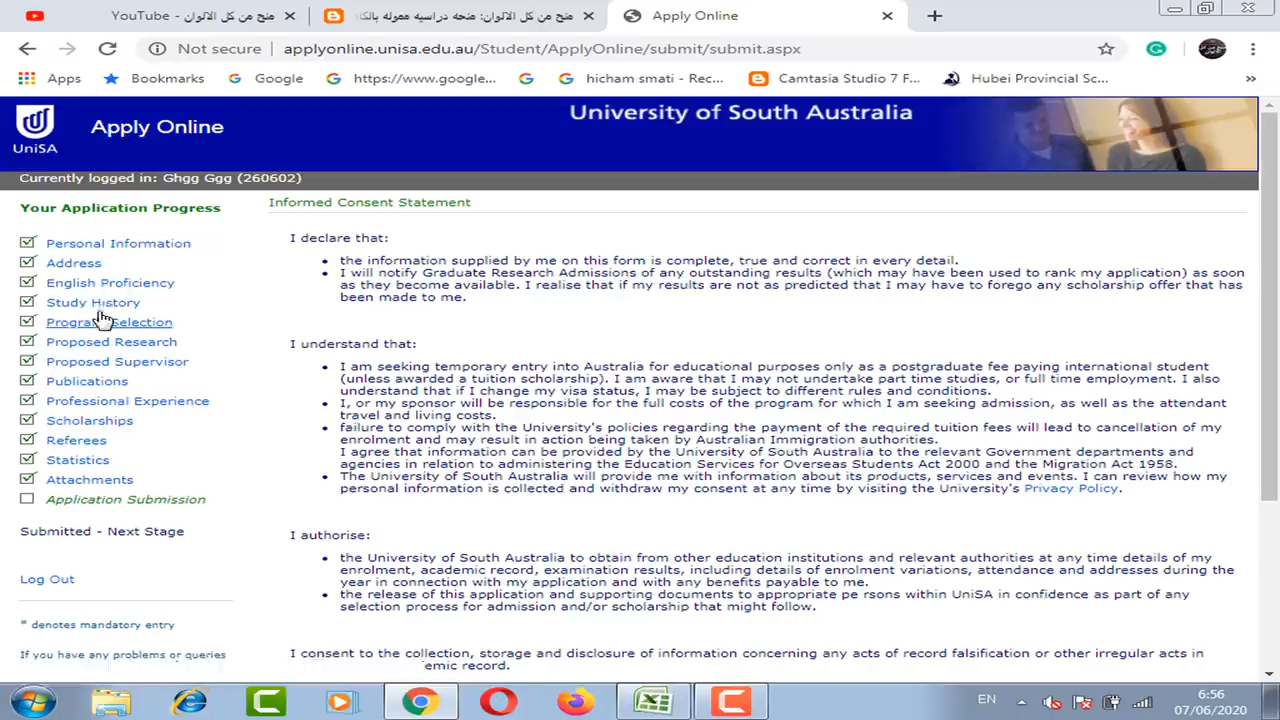 YouTube - منح من كل الالوان
منح من كل الالوان: منحه دراسيه مموله بالكا
Apply Online
Not secure
applyonline.unisa.edu.au/Student/ApplyOnline/submit/submit.aspx
Apps
Bookmarks
Google
https://www.google...
hicham smati - Rec...
Camtasia Studio 7 F...
Hubei Provincial Sc...
»
UniSA
Apply Online
University of South Australia
Currently logged in: Ghgg Ggg (260602)
Your Application Progress
Personal Information
Address
English Proficiency
Study History
Program Selection
Proposed Research
Proposed Supervisor
Publications
Professional Experience
Scholarships
Referees
Statistics
Attachments
Application Submission
Submitted - Next Stage
Log Out
* denotes mandatory entry
If you have any problems or queries
Informed Consent Statement
I declare that:
• the information supplied by me on this form is complete, true and correct in every detail.
• I will notify Graduate Research Admissions of any outstanding results (which may have been used to rank my application) as soon
as they become available. I realise that if my results are not as predicted that I may have to forego any scholarship offer that has
been made to me.
I understand that:
• I am seeking temporary entry into Australia for educational purposes only as a postgraduate fee paying international student
(unless awarded a tuition scholarship). I am aware that I may not undertake part time studies, or full time employment. I also
understand that if I change my visa status, I may be subject to different rules and conditions.
• I, or my sponsor will be responsible for the full costs of the program for which I am seeking admission, as well as the attendant
travel and living costs.
• failure to comply with the University's policies regarding the payment of the required tuition fees will lead to cancellation of my
enrolment and may result in action being taken by Australian Immigration authorities.
I agree that information can be provided by the University of South Australia to the relevant Government departments and
agencies in relation to administering the Education Services for Overseas Students Act 2000 and the Migration Act 1958.
• The University of South Australia will provide me with information about its products, services and events. I can review how my
personal information is collected and withdraw my consent at any time by visiting the University's Privacy Policy.
I authorise:
• the University of South Australia to obtain from other education institutions and relevant authorities at any time details of my
enrolment, academic record, examination results, including details of enrolment variations, attendance and addresses during the
year in connection with my application and with any benefits payable to me.
• the release of this application and supporting documents to appropriate pe rsons within UniSA in confidence as part of any
selection process for admission and/or scholarship that might follow.
I consent to the collection, storage and disclosure of information concerning any acts of record falsification or other irregular acts in
emic record.
EN
6:56
07/06/2020